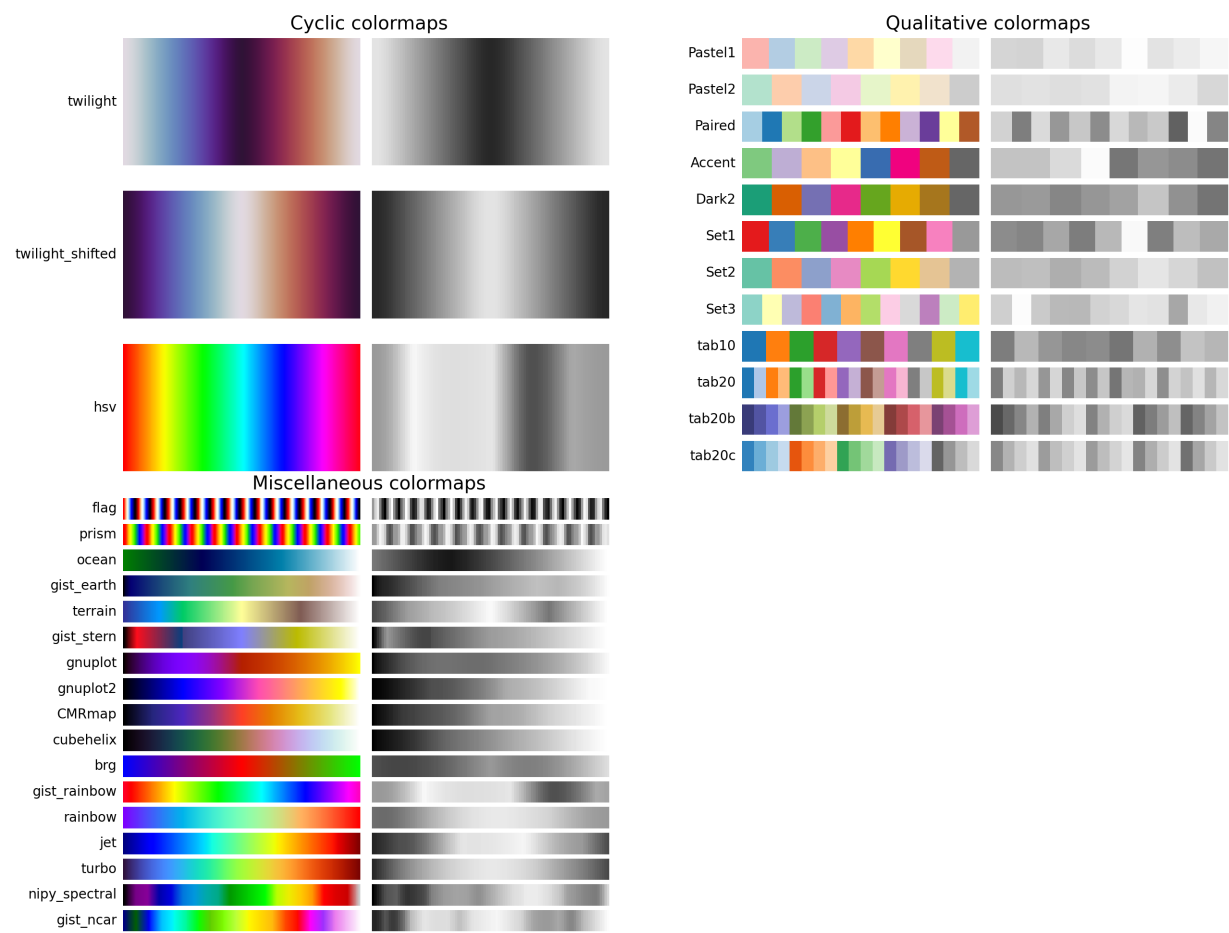 Cyclic colormaps
twilight
twilight_shifted
hsv
Miscellaneous colormaps
flag
prism
ocean
gist_earth
terrain
gist_stern
gnuplot
gnuplot2
CMRmap
cubehelix
brg
gist_rainbow
rainbow
jet
turbo
nipy_spectral
gist_ncar
Qualitative colormaps
Pastel1
Pastel2
Paired
Accent
Dark2
Set1
Set2
Set3
tab10
tab20
tab20b
tab20c